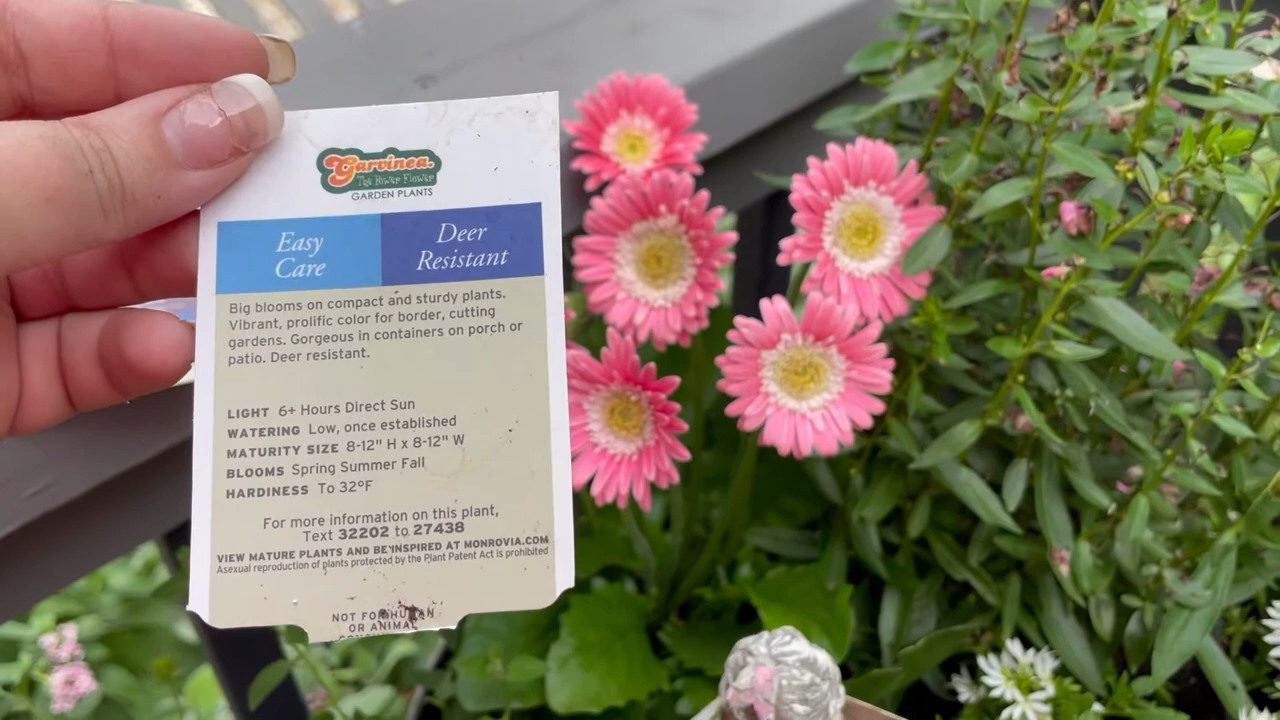 Garvinea.
The Power Flower
GARDEN PLANTS
Easy Care
Deer Resistant
Big blooms on compact and sturdy plants.
Vibrant, prolific color for border, cutting
gardens. Gorgeous in containers on porch or
patio. Deer resistant.
LIGHT 6+ Hours Direct Sun
WATERING Low, once established
MATURITY SIZE 8-12" H x 8-12" W
BLOOMS Spring Summer Fall
HARDINESS To 32°F
For more information on this plant,
Text 32202 to 27438
VIEW MATURE PLANTS AND BE INSPIRED AT MONROVIA.COM
Asexual reproduction of plants protected by the Plant Patent Act is prohibited
NOT FOR HUMAN
OR ANIMAL